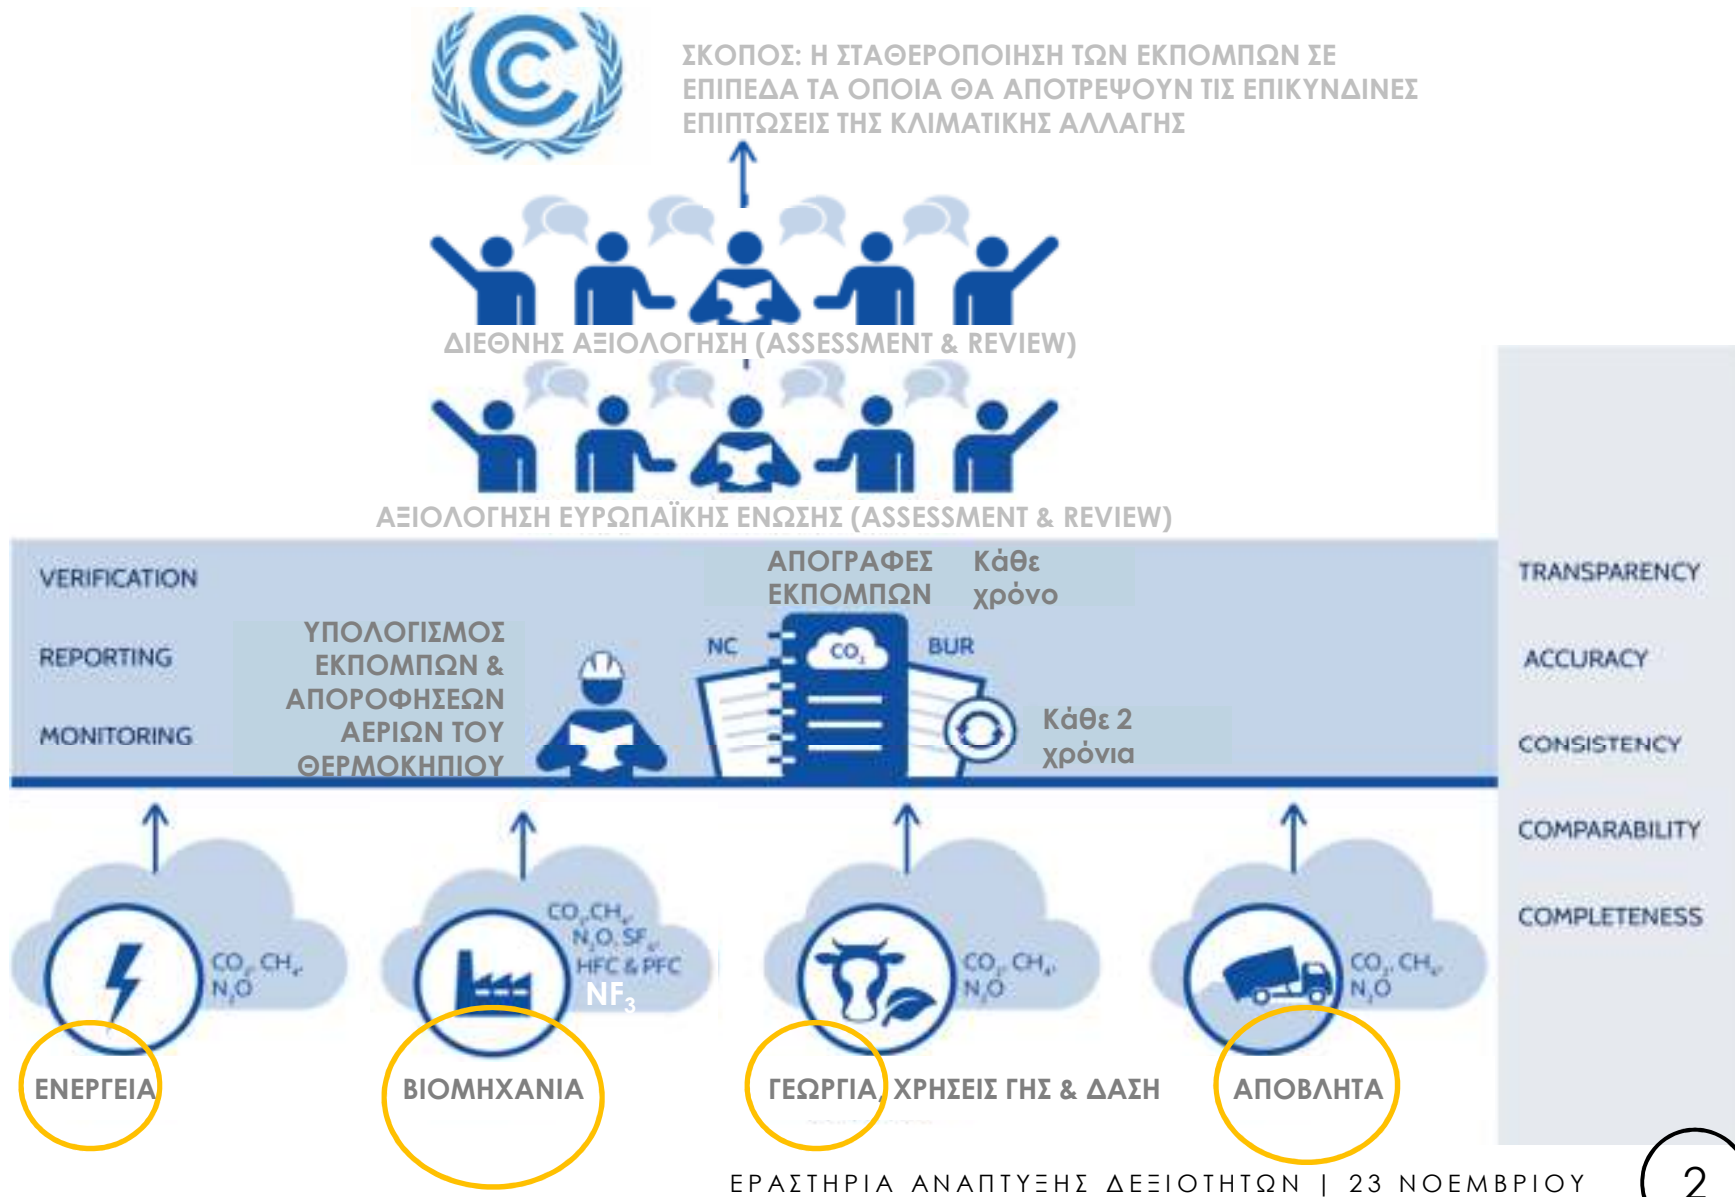 ΣΚΟΠΟΣ: Η ΣΤΑΘΕΡΟΠΟΙΗΣΗ ΤΩΝ ΕΚΠΟΜΠΩΝ ΣΕ
ΕΠΙΠΕΔΑ ΤΑ ΟΠΟΙΑ ΘΑ ΑΠΟΤΡΕΨΟΥΝ ΤΙΣ ΕΠΙΚΥΝΔΙΝΕΣ
ΕΠΙΠΤΩΣΕΙΣ ΤΗΣ ΚΛΙΜΑΤΙΚΗΣ ΑΛΛΑΓΗΣ
ΔΙΕΘΝΗΣ ΑΞΙΟΛΟΓΗΣΗ (ASSESSMENT & REVIEW)
ΑΞΙΟΛΟΓΗΣΗ ΕΥΡΩΠΑΪΚΗΣ ΕΝΩΣΗΣ (ASSESSMENT & REVIEW)
VERIFICATION
REPORTING
MONITORING
ΥΠΟΛΟΓΙΣΜΟΣ
ΕΚΠΟΜΠΩΝ &
ΑΠΟΡΟΦΗΣΕΩΝ
ΑΕΡΙΩΝ ΤΟΥ
ΘΕΡΜΟΚΗΠΙΟΥ
ΑΠΟΓΡΑΦΕΣ
ΕΚΠΟΜΠΩΝ
Κάθε
χρόνο
NC
CO₂
BUR
Κάθε 2
χρόνια
TRANSPARENCY
ACCURACY
CONSISTENCY
COMPARABILITY
COMPLETENESS
CO₂, CH₄,
N₂O
ΕΝΕΡΓΕΙΑ
CO₂, CH₄,
N₂O, SF₆,
HFC & PFC
NF₃
ΒΙΟΜΗΧΑΝΙΑ
CO₂, CH₄,
N₂O
ΓΕΩΡΓΙΑ, ΧΡΗΣΕΙΣ ΓΗΣ & ΔΑΣΗ
CO₂, CH₄,
N₂O
ΑΠΟΒΛΗΤΑ
ΕΡΑΣΤΗΡΙΑ ΑΝΑΠΤΥΞΗΣ ΔΕΞΙΟΤΗΤΩΝ | 23 ΝΟΕΜΒΡΙΟΥ
2